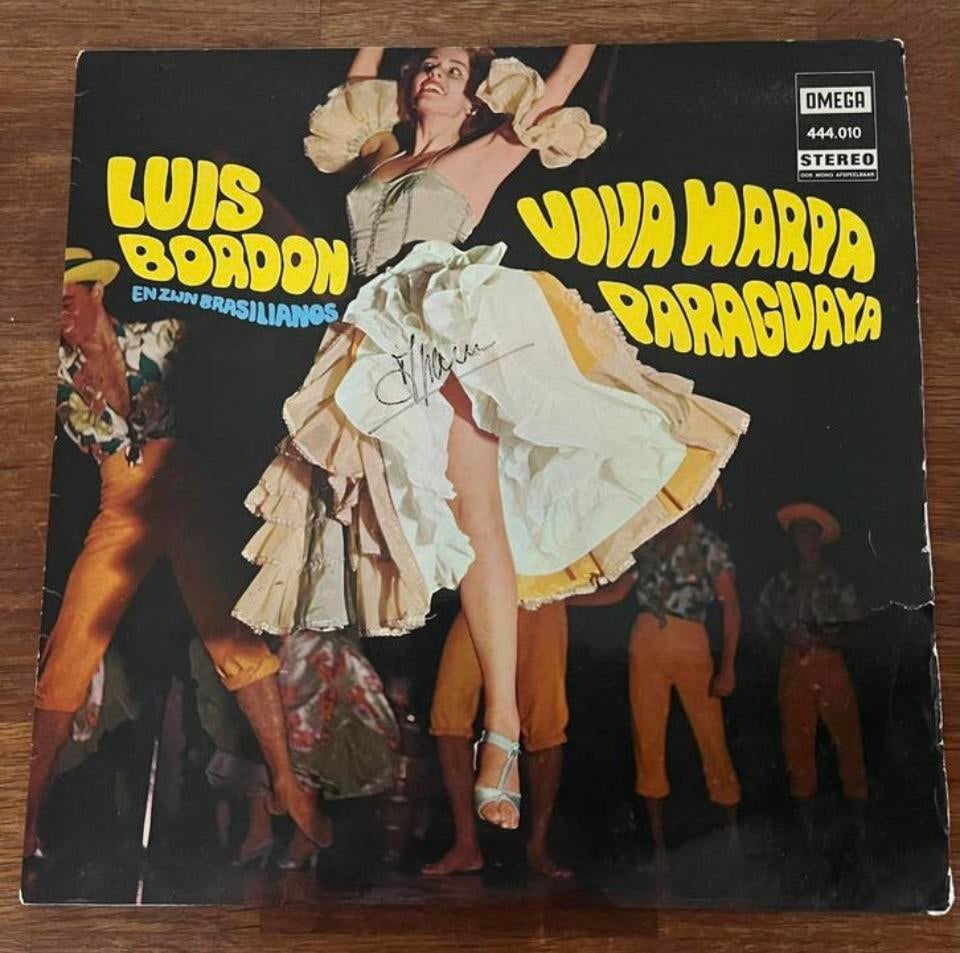 OMEGA
444.010
STEREO
OOK MONO AFSPEELBAAR
LUIS
BORDON
EN ZIJN BRASILIANOS
VIVA HARPA
PARAGUAYA